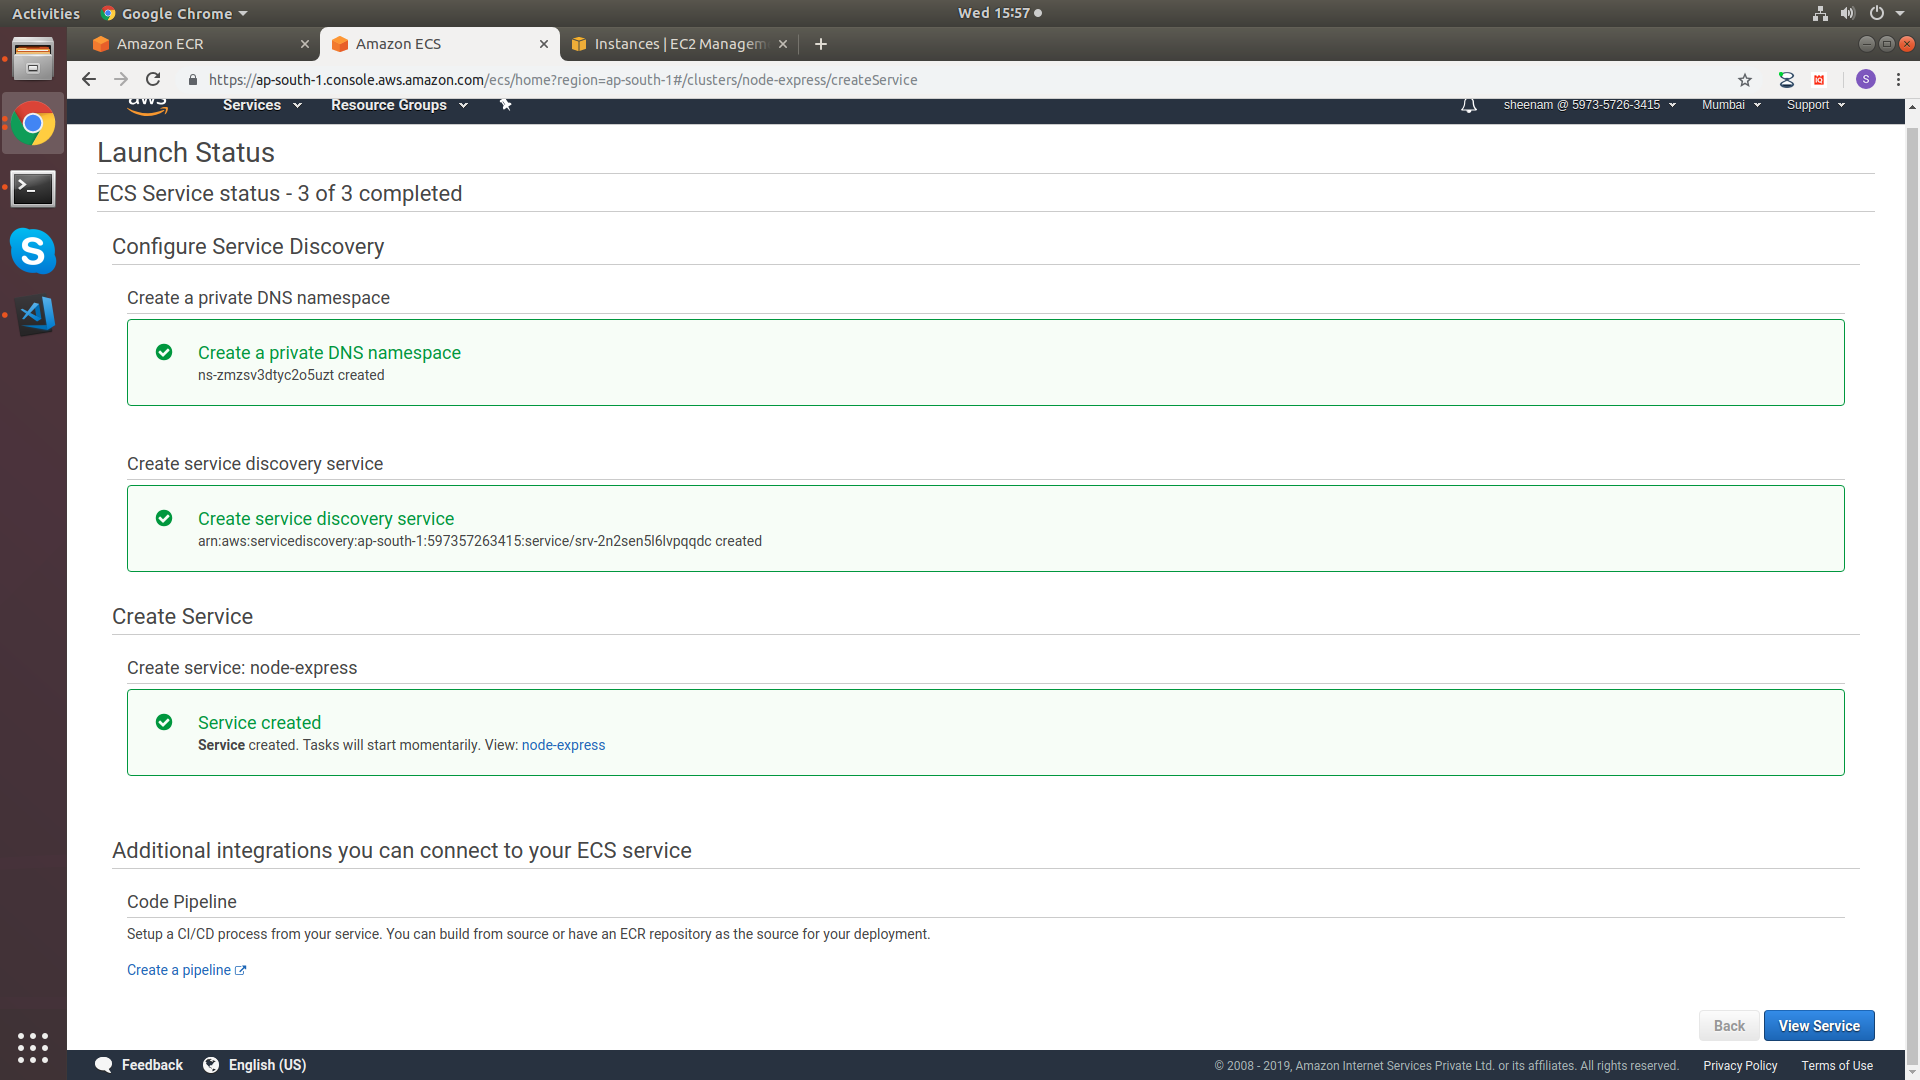 Activities Google Chrome Wed 15:57
Amazon ECR Amazon ECS Instances | EC2 Managem
https://ap-south-1.console.aws.amazon.com/ecs/home?region=ap-south-1#/clusters/node-express/createService S
aws Services Resource Groups sheenam @ 5973-5726-3415 Mumbai Support
Launch Status
ECS Service status - 3 of 3 completed
Configure Service Discovery
Create a private DNS namespace
Create a private DNS namespace
ns-zmzsv3dtyc2o5uzt created
Create service discovery service
Create service discovery service
arn:aws:servicediscovery:ap-south-1:597357263415:service/srv-2n2sen5l6lvpqqdc created
Create Service
Create service: node-express
Service created
Service created. Tasks will start momentarily. View: node-express
Additional integrations you can connect to your ECS service
Code Pipeline
Setup a CI/CD process from your service. You can build from source or have an ECR repository as the source for your deployment.
Create a pipeline
Back View Service
Feedback English (US) © 2008 - 2019, Amazon Internet Services Private Ltd. or its affiliates. All rights reserved. Privacy Policy Terms of Use